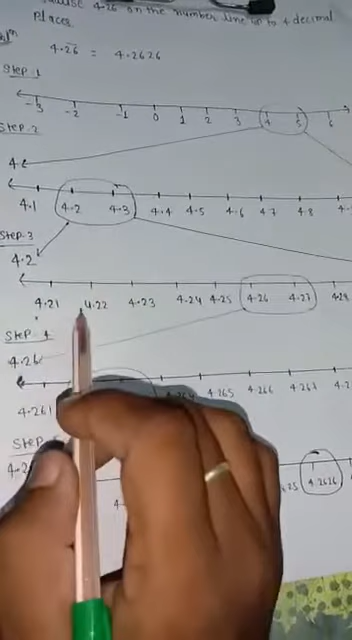 4.26 on the number line up to 4 decimal
places.
4.26̅ = 4.2626
Step-1
-3 -2 -1 0 1 2 3 4 5 6
Step-2
4
4.1 4.2 4.3 4.4 4.5 4.6 4.7 4.8
Step-3
4.2
4.21 4.22 4.23 4.24 4.25 4.26 4.27 4.28
Step-4
4.26
4.261 4.264 4.265 4.266 4.267
Step
4.2626